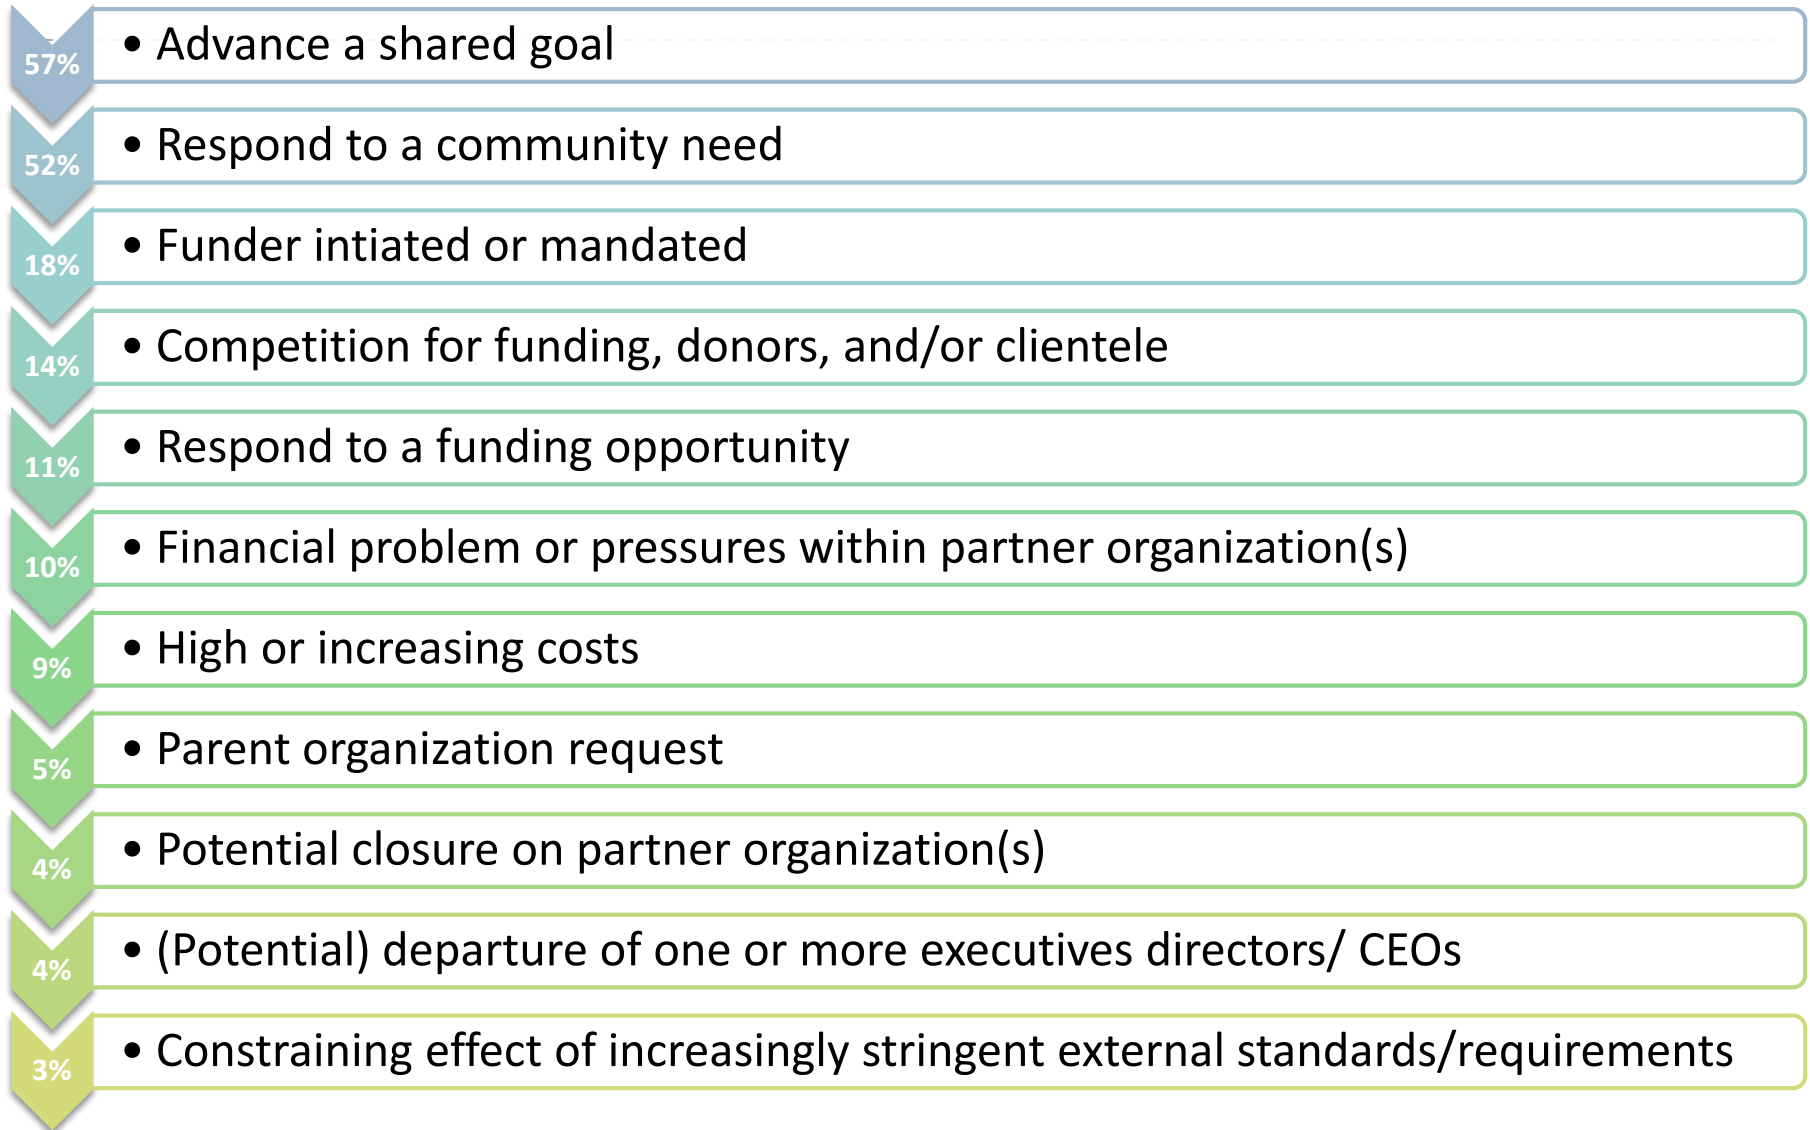 57% • Advance a shared goal
52% • Respond to a community need
18% • Funder intiated or mandated
14% • Competition for funding, donors, and/or clientele
11% • Respond to a funding opportunity
10% • Financial problem or pressures within partner organization(s)
9% • High or increasing costs
5% • Parent organization request
4% • Potential closure on partner organization(s)
4% • (Potential) departure of one or more executives directors/ CEOs
3% • Constraining effect of increasingly stringent external standards/requirements